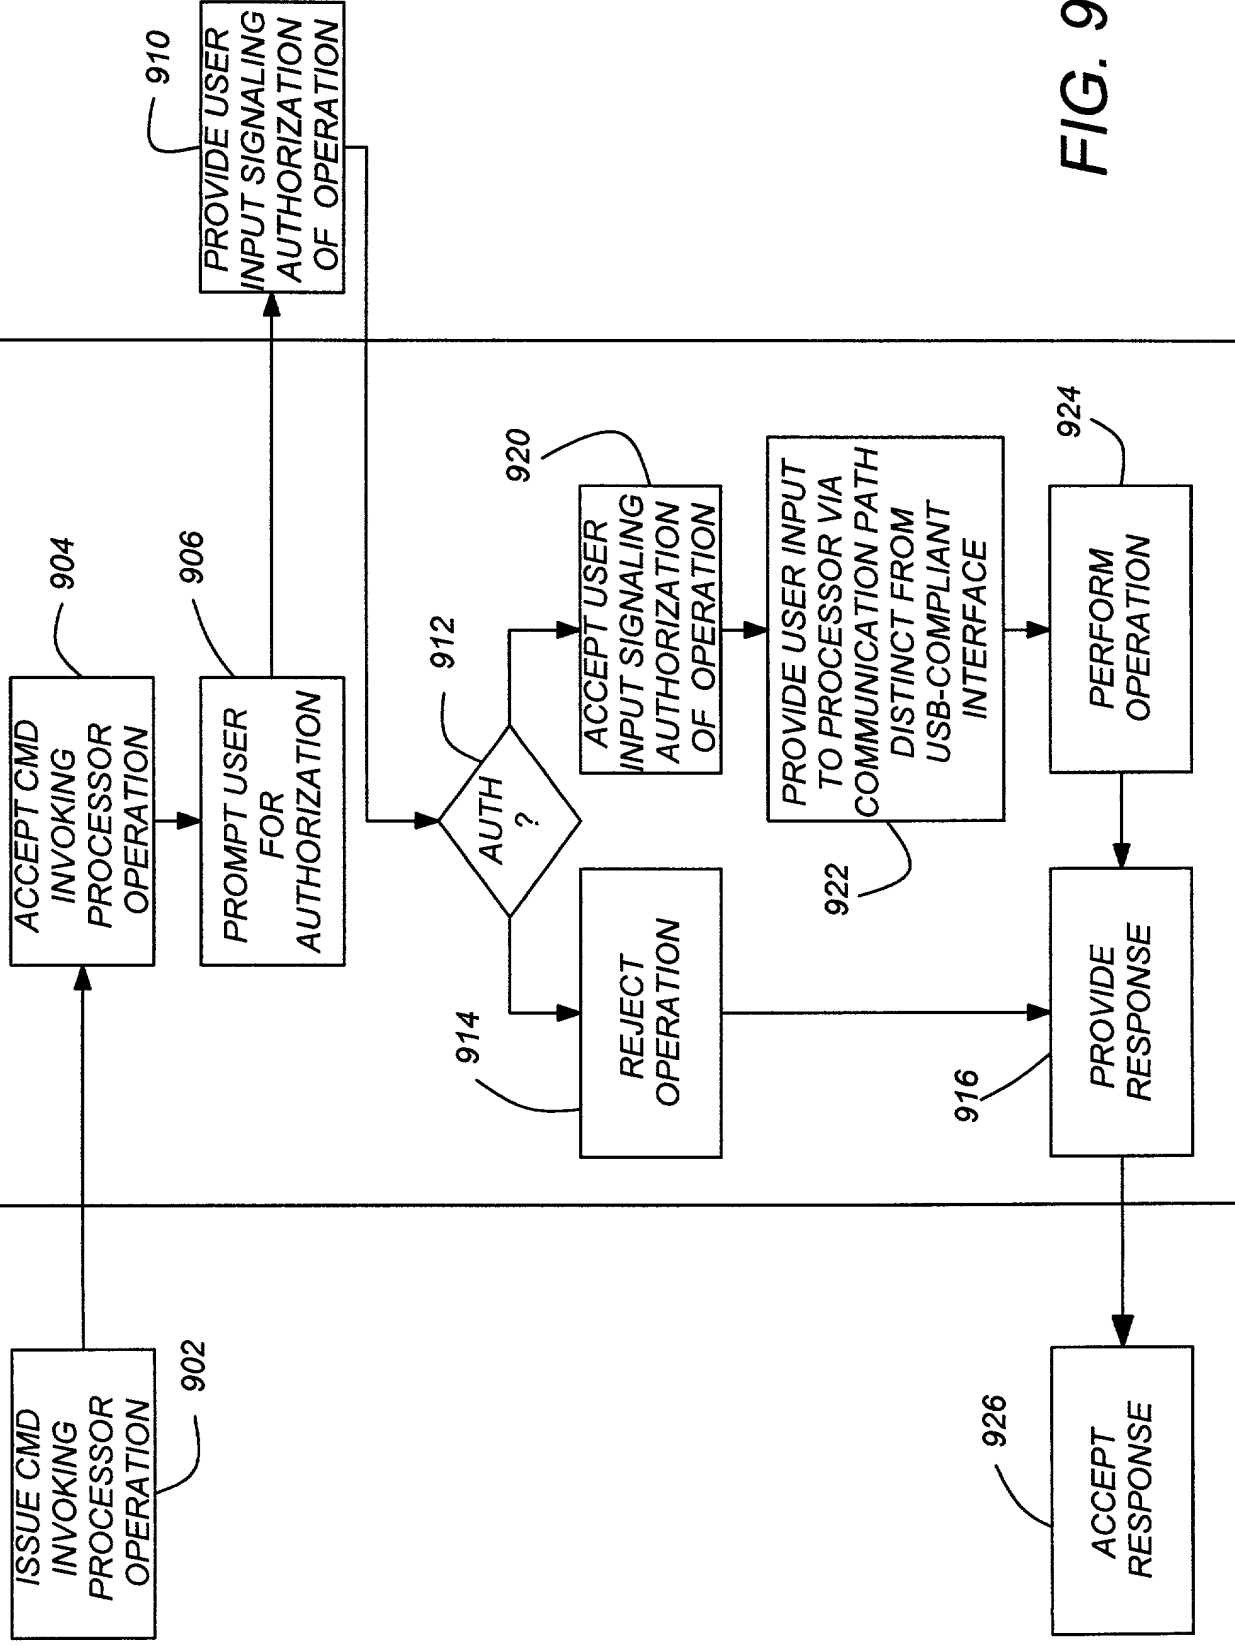 ISSUE CMD
INVOKING
PROCESSOR
OPERATION
902
ACCEPT CMD
INVOKING
PROCESSOR
OPERATION
904
PROMPT USER
FOR
AUTHORIZATION
906
PROVIDE USER
INPUT SIGNALING
AUTHORIZATION
OF OPERATION
910
AUTH
?
912
REJECT
OPERATION
914
ACCEPT USER
INPUT SIGNALING
AUTHORIZATION
OF OPERATION
920
PROVIDE USER INPUT
TO PROCESSOR VIA
COMMUNICATION PATH
DISTINCT FROM
USB-COMPLIANT
INTERFACE
922
PERFORM
OPERATION
924
PROVIDE
RESPONSE
916
ACCEPT
RESPONSE
926
FIG. 9